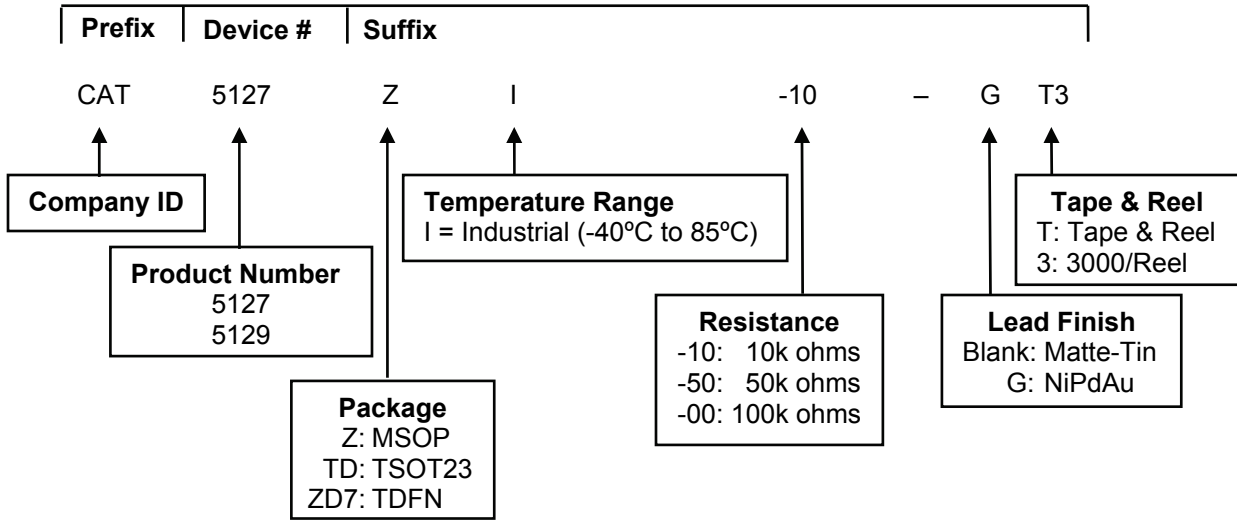 Prefix Device # Suffix
CAT 5127 Z I -10 – G T3
Company ID
Product Number
5127
5129
Package
Z: MSOP
TD: TSOT23
ZD7: TDFN
Temperature Range
I = Industrial (-40ºC to 85ºC)
Resistance
-10: 10k ohms
-50: 50k ohms
-00: 100k ohms
Lead Finish
Blank: Matte-Tin
G: NiPdAu
Tape & Reel
T: Tape & Reel
3: 3000/Reel